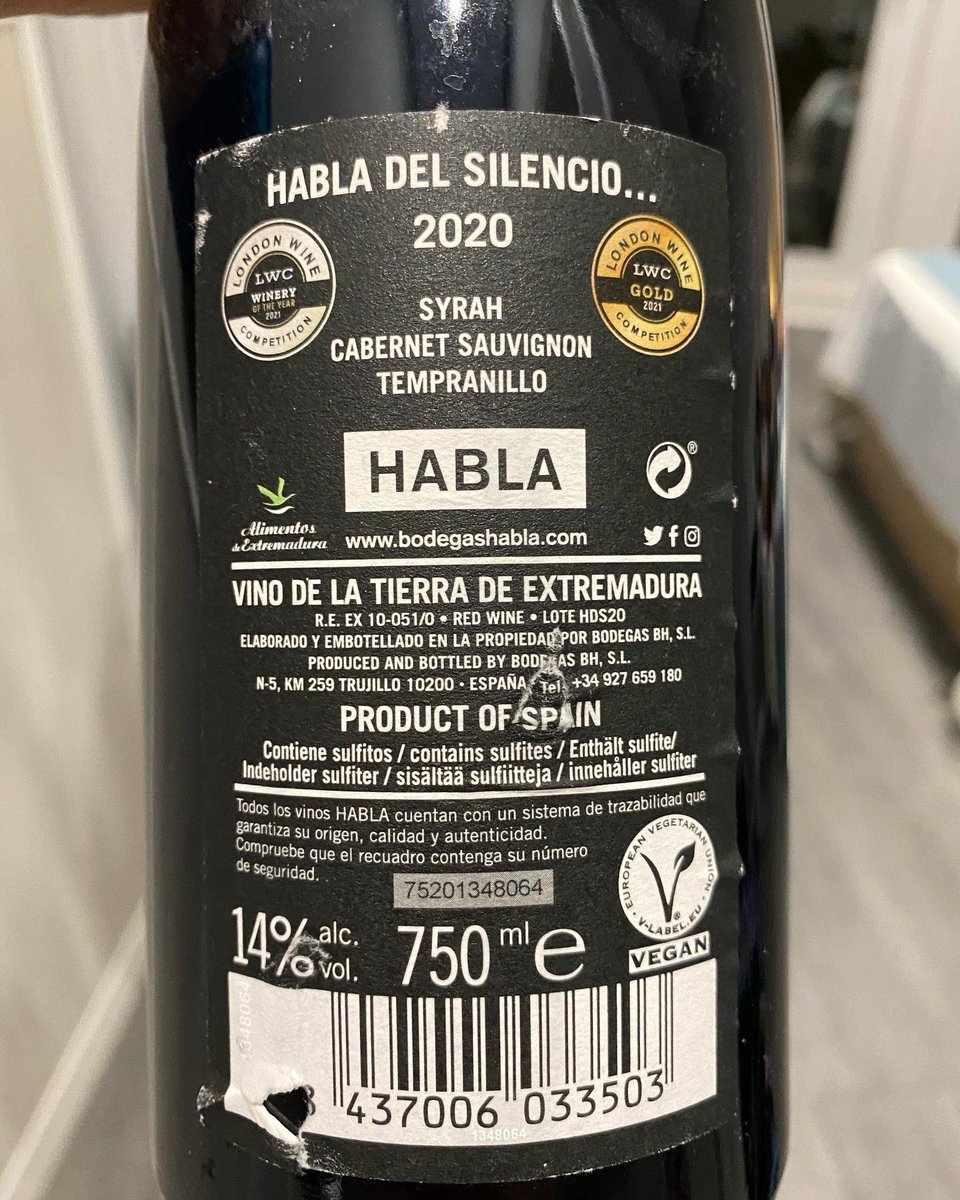 HABLA DEL SILENCIO...
2020
LONDON WINE
LWC
WINERY
OF THE YEAR
2021
COMPETITION
LONDON WINE
LWC
GOLD
2021
COMPETITION
SYRAH
CABERNET SAUVIGNON
TEMPRANILLO
HABLA
®
Alimentos
de Extremadura
www.bodegashabla.com
VINO DE LA TIERRA DE EXTREMADURA
R.E. EX 10-051/0 • RED WINE • LOTE HDS20
ELABORADO Y EMBOTELLADO EN LA PROPIEDAD POR BODEGAS BH, S.L.
PRODUCED AND BOTTLED BY BODEGAS BH, S.L.
N-5, KM 259 TRUJILLO 10200 • ESPAÑA Tel. +34 927 659 180
PRODUCT OF SPAIN
Contiene sulfitos / contains sulfites / Enthält sulfite/
Indeholder sulfiter / sisältää sulfiitteja / innehåller sulfiter
Todos los vinos HABLA cuentan con un sistema de trazabilidad que
garantiza su origen, calidad y autenticidad.
Compruebe que el recuadro contenga su número
de seguridad.
75201348064
EUROPEAN VEGETARIAN UNION
V-LABEL.EU
®
VEGAN
14% alc.
vol.
750 ml e
1348064
8 437006 033503
1348064